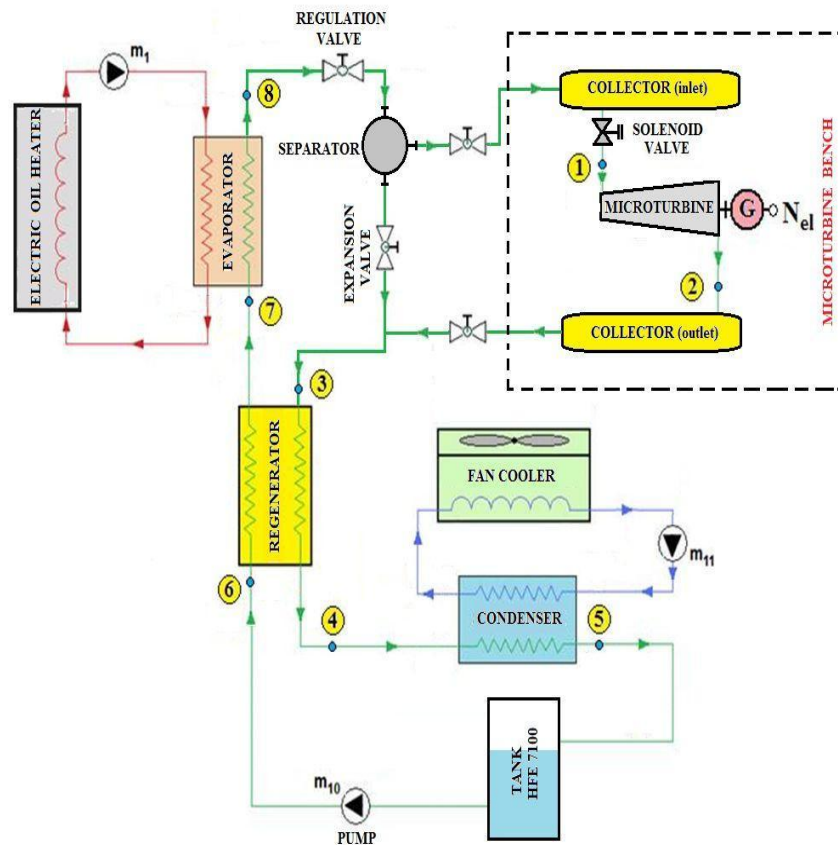 REGULATION
VALVE
m1
8
COLLECTOR (inlet)
SEPARATOR
SOLENOID
VALVE
1
MICROTURBINE
G
Nel
ELECTRIC OIL HEATER
EVAPORATOR
EXPANSION
VALVE
2
MICROTURBINE BENCH
7
COLLECTOR (outlet)
3
REGENERATOR
FAN COOLER
m11
6
CONDENSER
4
5
TANK
HFE 7100
m10
PUMP